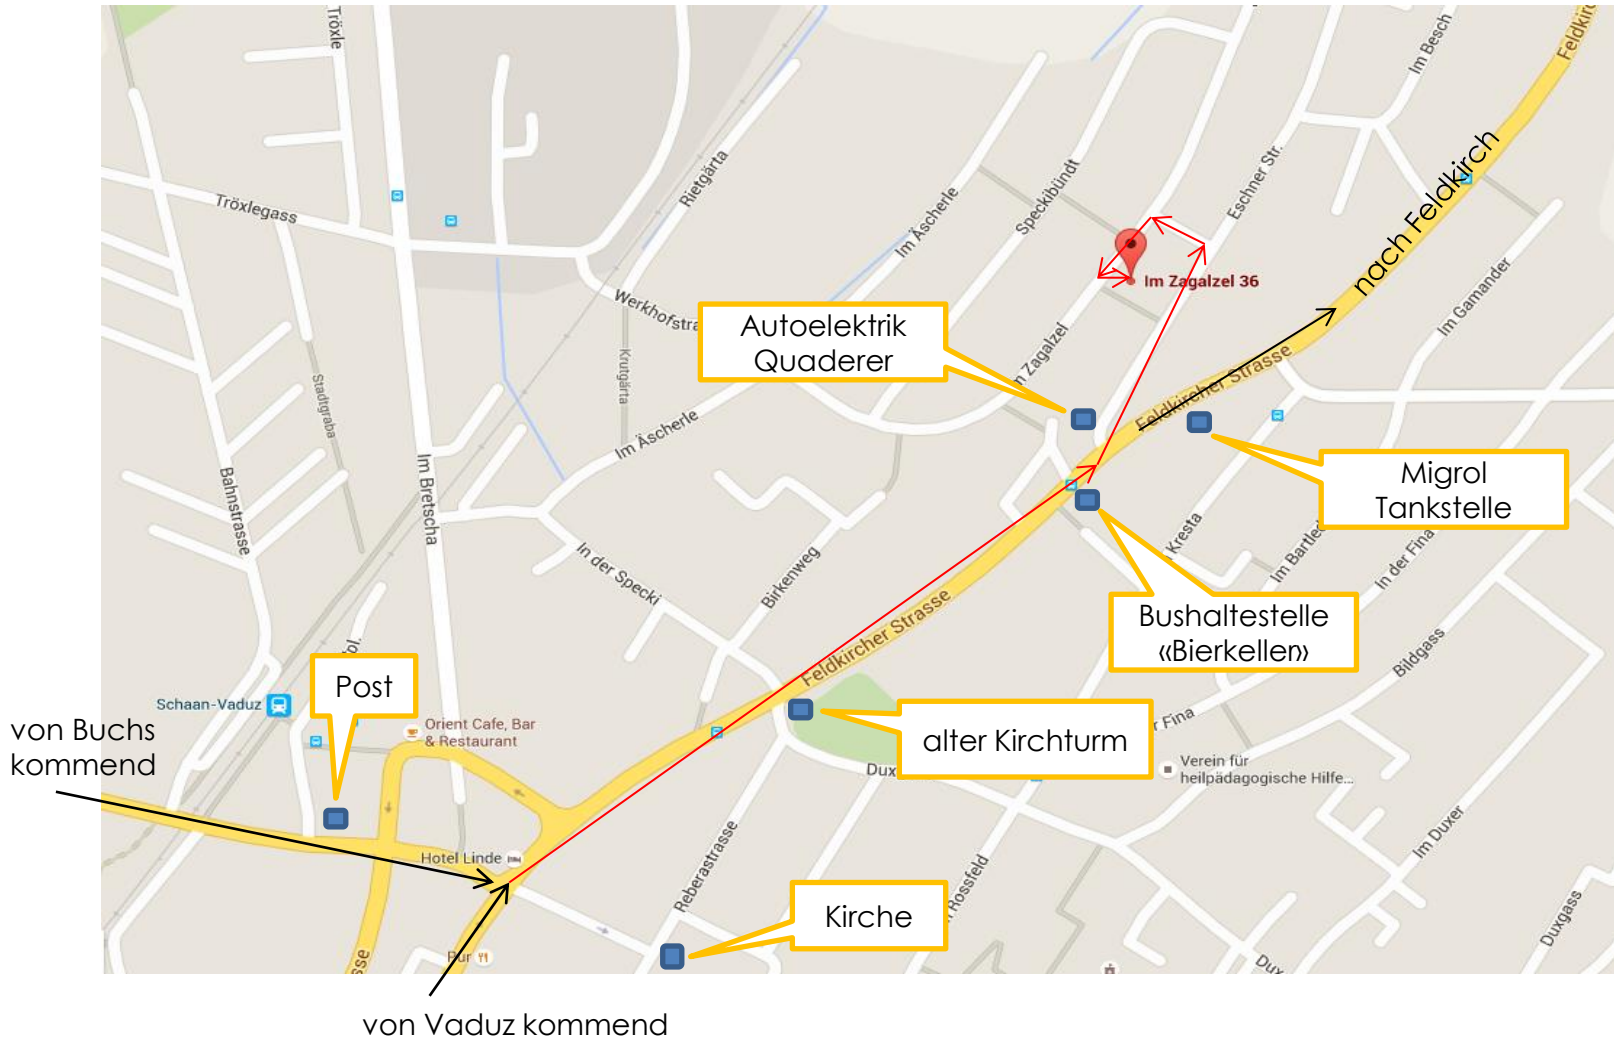 Tröxle
Feldkirc
Im Besch
nach Feldkirch
Rietgärta
Eschner Str.
Speckibündt
Im Äscherle
Tröxlegass
Im Zagalzel 36
Im Gamander
Werkhofstra
Autoelektrik
Quaderer
Krutgärta
Zagalzel
Feldkircher Strasse
Stadtgraba
Im Äscherle
Bahnstrasse
Im Bretscha
Migrol
Tankstelle
Kresta
In der Fina
In der Specki
Birkenweg
Feldkircher Strasse
Bushaltestelle
«Bierkeller»
Bildgass
Post
Schaan-Vaduz
Orient Cafe, Bar
& Restaurant
von Buchs
kommend
alter Kirchturm
r Fina
Verein für
heilpädagogische Hilfe...
Dux
Im Duxer
Hotel Linde
Reberastrasse
Rossfeld
Kirche
Duxgass
Pur
sse
Dux
von Vaduz kommend